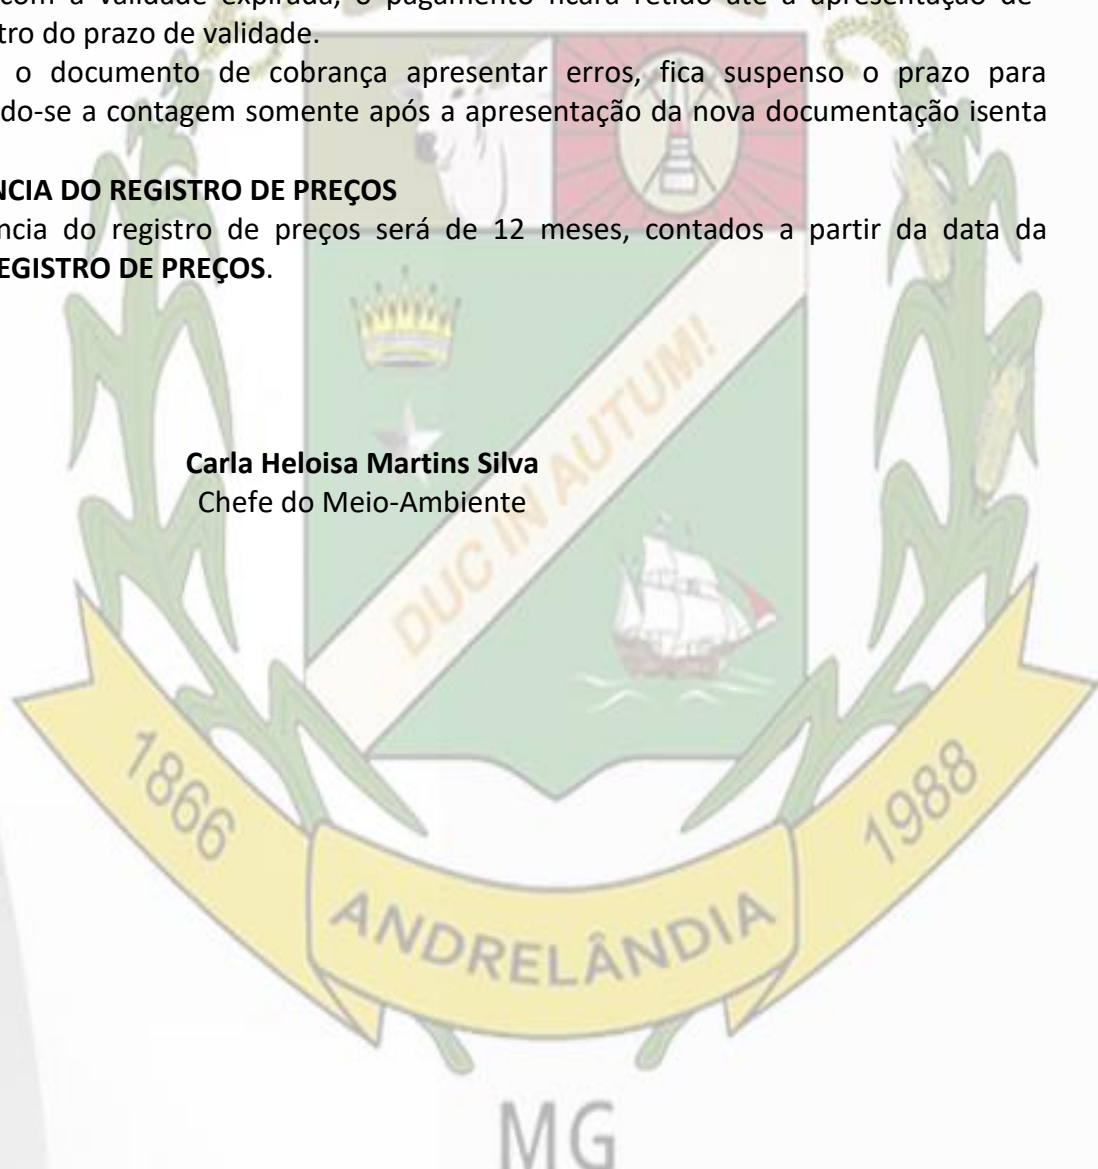 com a validade expirada, o pagamento ficará retido até a apresentação de
tro do prazo de validade.
o documento de cobrança apresentar erros, fica suspenso o prazo para
do-se a contagem somente após a apresentação da nova documentação isenta
NCIA DO REGISTRO DE PREÇOS
ncia do registro de preços será de 12 meses, contados a partir da data da
REGISTRO DE PREÇOS.
Carla Heloisa Martins Silva
Chefe do Meio-Ambiente
DUC IN AUTUM!
1866
1988
ANDRELÂNDIA
MG